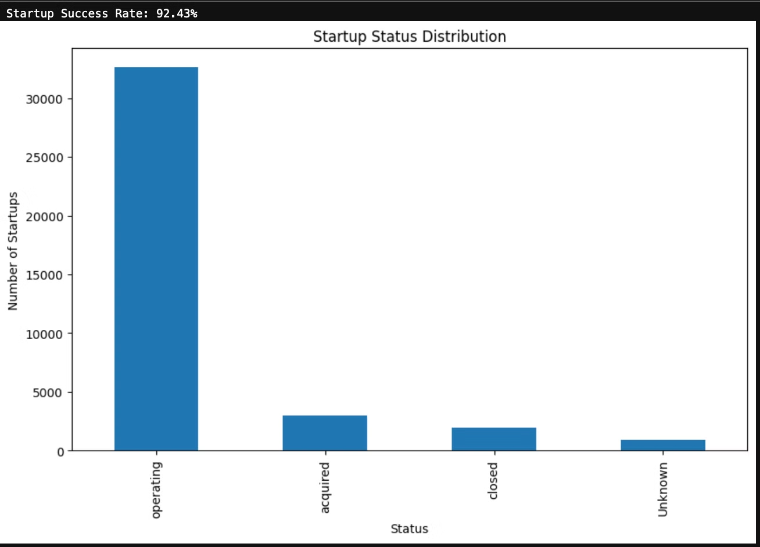 Startup Success Rate: 92.43%
Startup Status Distribution
30000
25000
20000
15000
10000
5000
0
Number of Startups
operating
acquired
closed
Unknown
Status